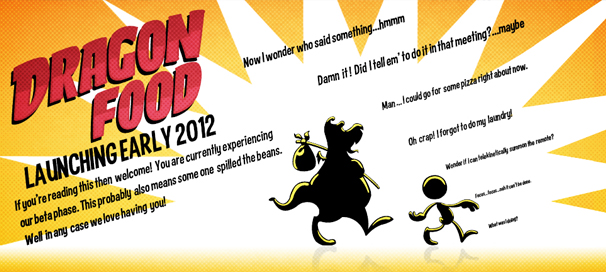 DRAGON
FOOD
LAUNCHING EARLY 2012
If you're reading this then welcome! You are currently experiencing
our beta phase. This probably also means some one spilled the beans.
Well in any case we love having you!
Now I wonder who said something...hmmm
Damn it! Did I tell em' to do it in that meeting?...maybe
Man... I could go for some pizza right about now.
Oh crap! I forgot to do my laundry!
Wonder if I can telekinetically summon the remote?
What was I doing?